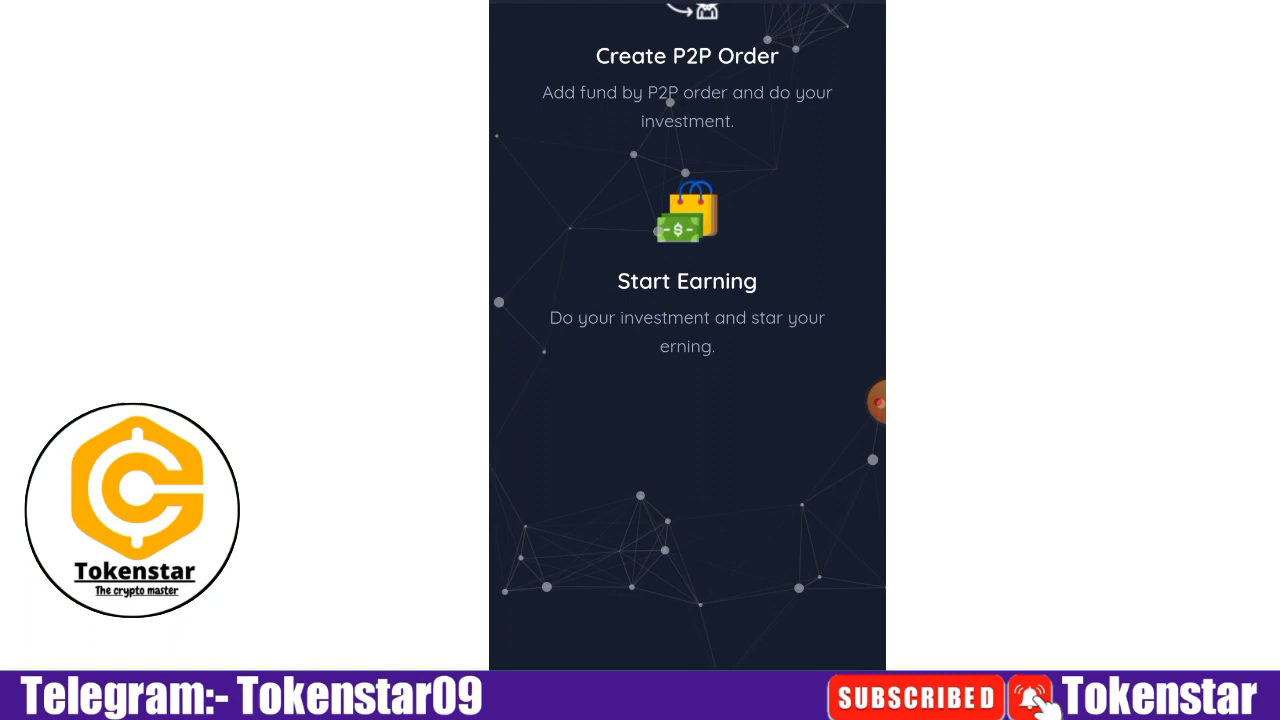 Create P2P Order
Add fund by P2P order and do your
investment.
Start Earning
Do your investment and star your
erning.
Tokenstar
The crypto master
Telegram:- Tokenstar09
SUBSCRIBED
Tokenstar